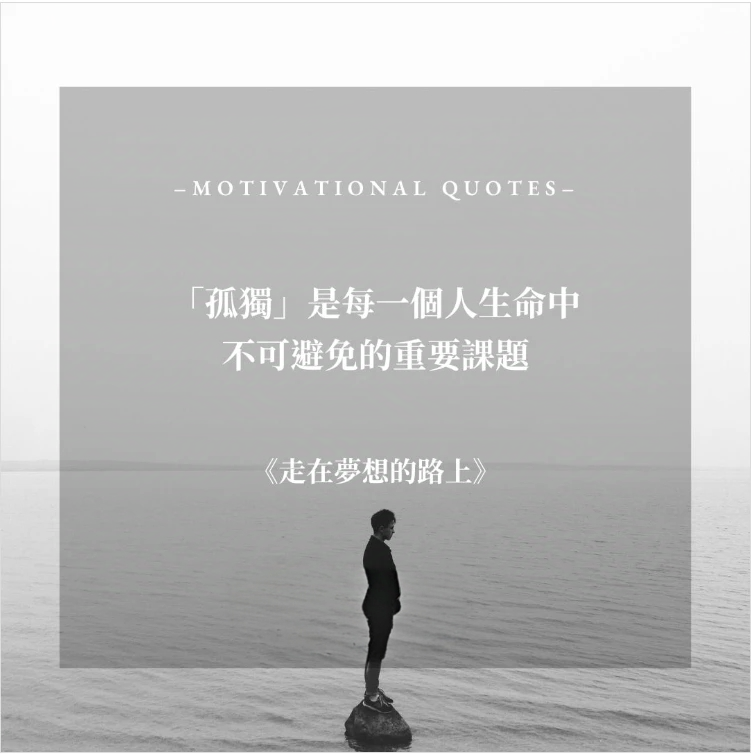 –MOTIVATIONAL QUOTES–
「孤獨」是每一個人生命中
不可避免的重要課題
《走在夢想的路上》